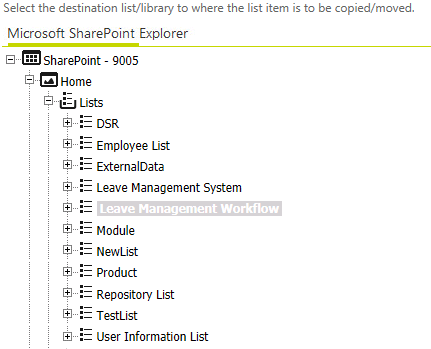 Select the destination list/library to where the list item is to be copied/moved.
Microsoft SharePoint Explorer
SharePoint - 9005
Home
Lists
DSR
Employee List
ExternalData
Leave Management System
Leave Management Workflow
Module
NewList
Product
Repository List
TestList
User Information List